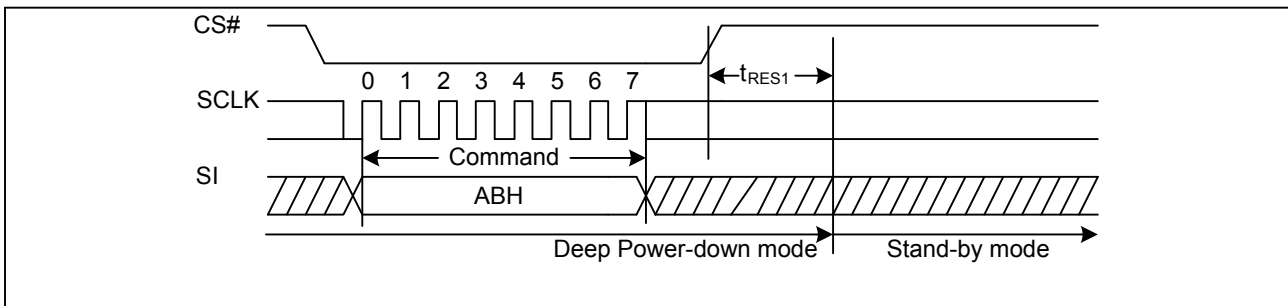 CS#
tRES1
0 1 2 3 4 5 6 7
SCLK
Command
SI
ABH
Deep Power-down mode Stand-by mode